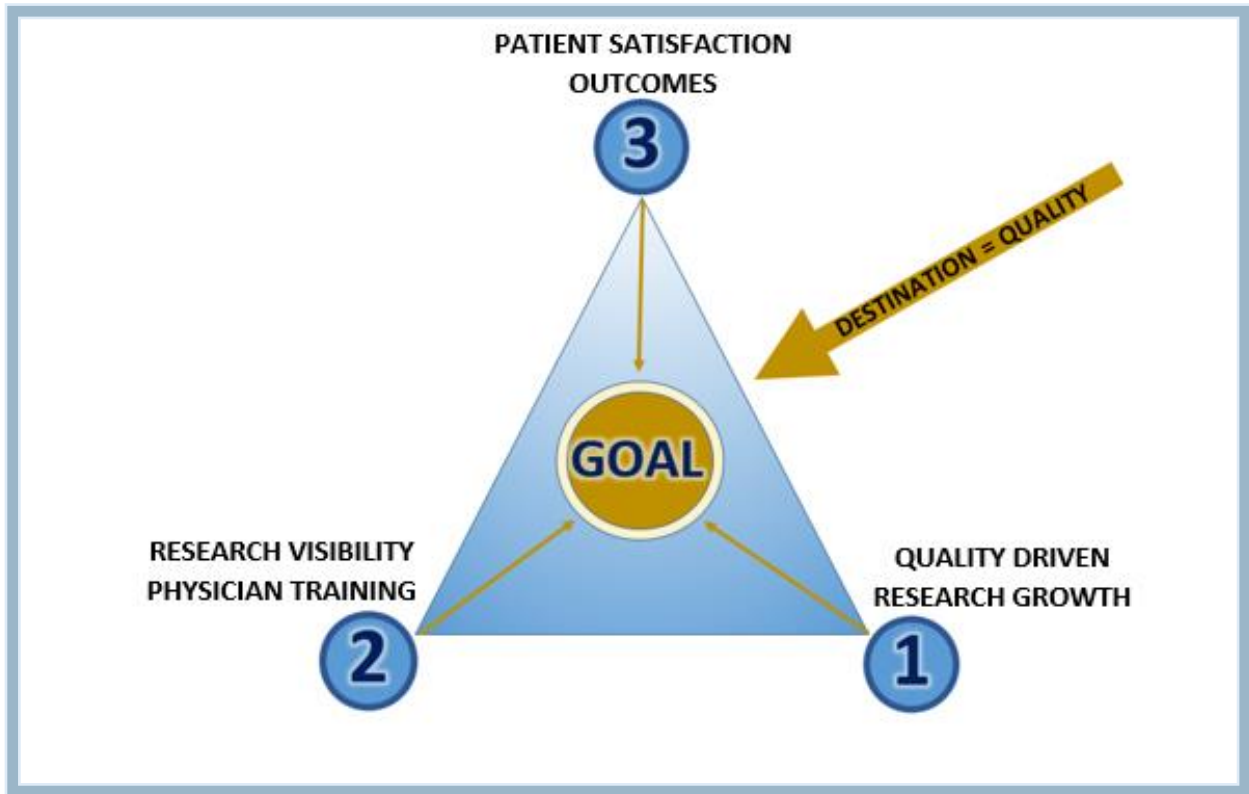 PATIENT SATISFACTION
OUTCOMES
3
DESTINATION = QUALITY
GOAL
RESEARCH VISIBILITY
PHYSICIAN TRAINING
2
QUALITY DRIVEN
RESEARCH GROWTH
1